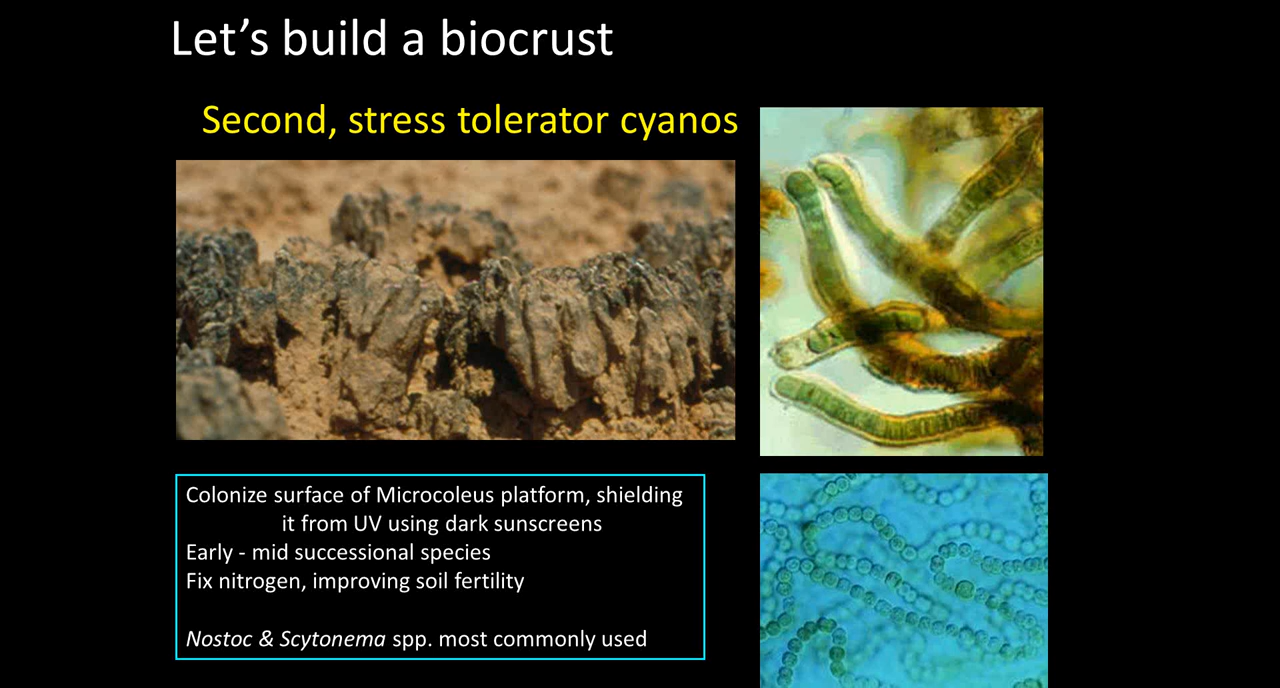 Let’s build a biocrust
Second, stress tolerator cyanos
Colonize surface of Microcoleus platform, shielding
it from UV using dark sunscreens
Early - mid successional species
Fix nitrogen, improving soil fertility
Nostoc & Scytonema spp. most commonly used